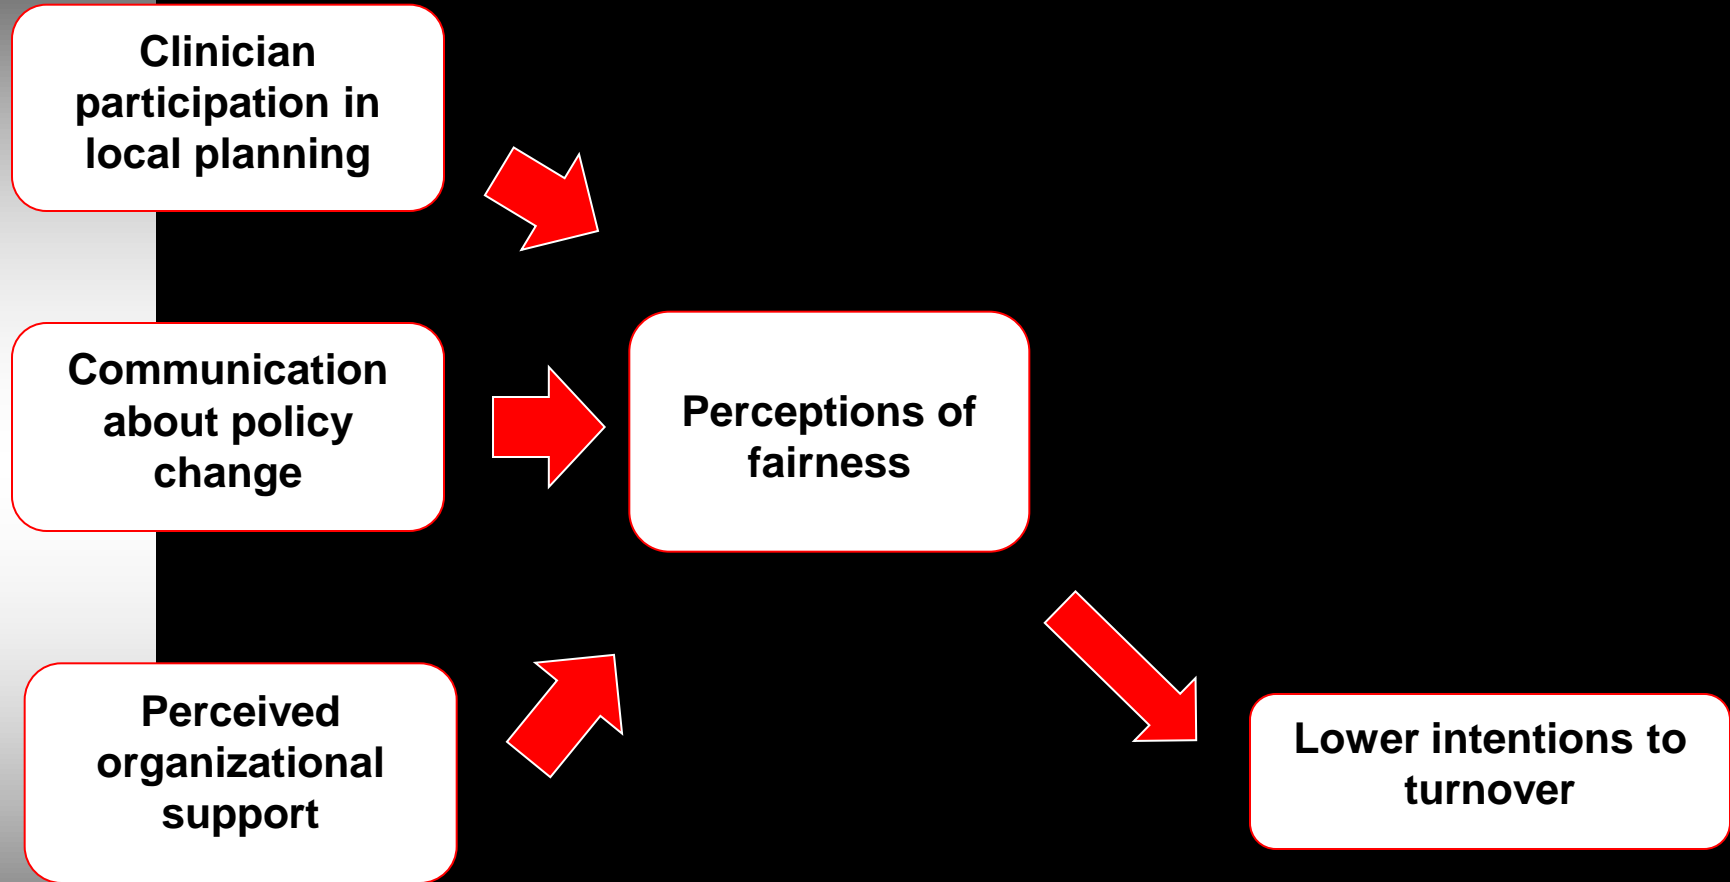 Clinician
participation in
local planning
Communication
about policy
change
Perceptions of
fairness
Perceived
organizational
support
Lower intentions to
turnover